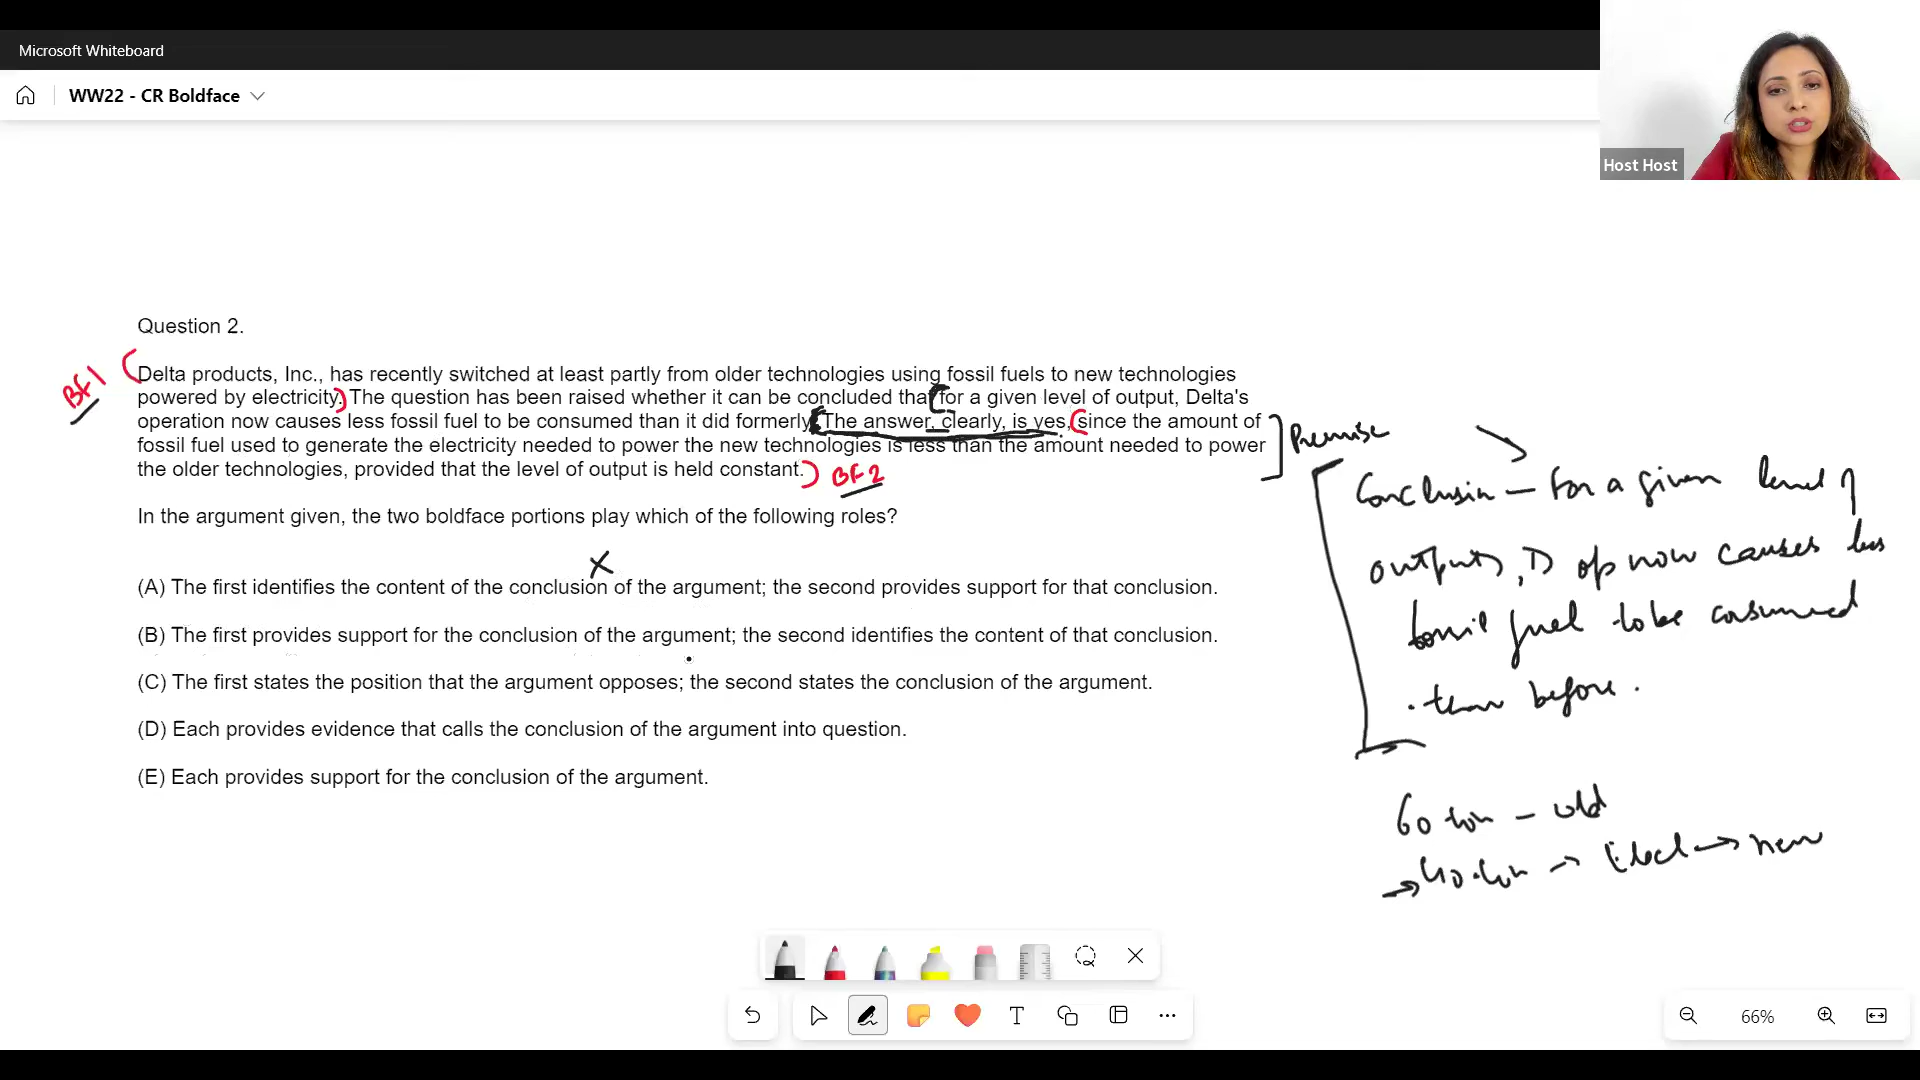 Microsoft Whiteboard
WW22 - CR Boldface
Host Host
Question 2.
BF1
Delta products, Inc., has recently switched at least partly from older technologies using fossil fuels to new technologies
powered by electricity. The question has been raised whether it can be concluded that for a given level of output, Delta's
operation now causes less fossil fuel to be consumed than it did formerly. The answer, clearly, is yes, since the amount of
fossil fuel used to generate the electricity needed to power the new technologies is less than the amount needed to power
the older technologies, provided that the level of output is held constant.
BF2
Premise
In the argument given, the two boldface portions play which of the following roles?
X
(A) The first identifies the content of the conclusion of the argument; the second provides support for that conclusion.
(B) The first provides support for the conclusion of the argument; the second identifies the content of that conclusion.
(C) The first states the position that the argument opposes; the second states the conclusion of the argument.
(D) Each provides evidence that calls the conclusion of the argument into question.
(E) Each provides support for the conclusion of the argument.
Conclusion — For a given level of
output, D op now causes less
fossil fuel to be consumed
than before.
60 ton — old
→ 40 ton → Elect → new
66%